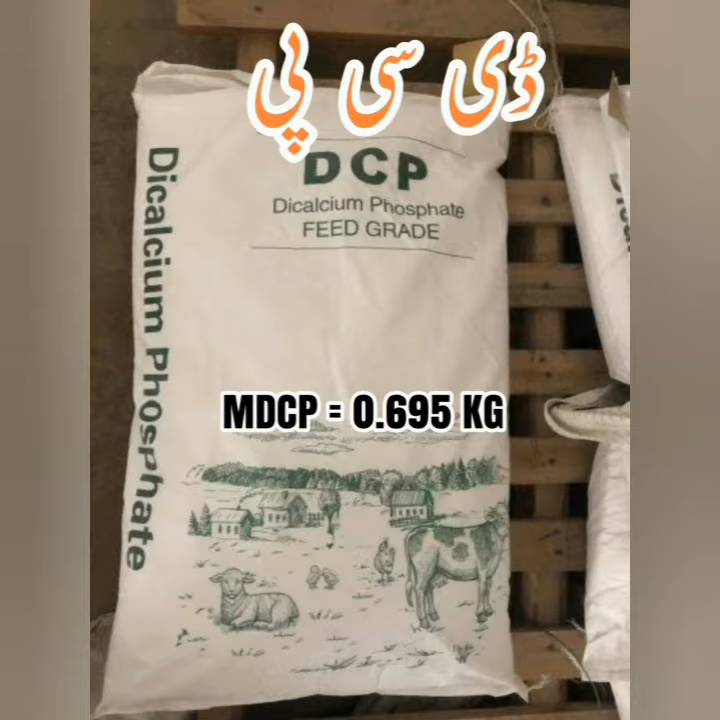 ڈی سی پی
DCP
Dicalcium Phosphate
FEED GRADE
Dicalcium Phosphate
MDCP = 0.695 KG